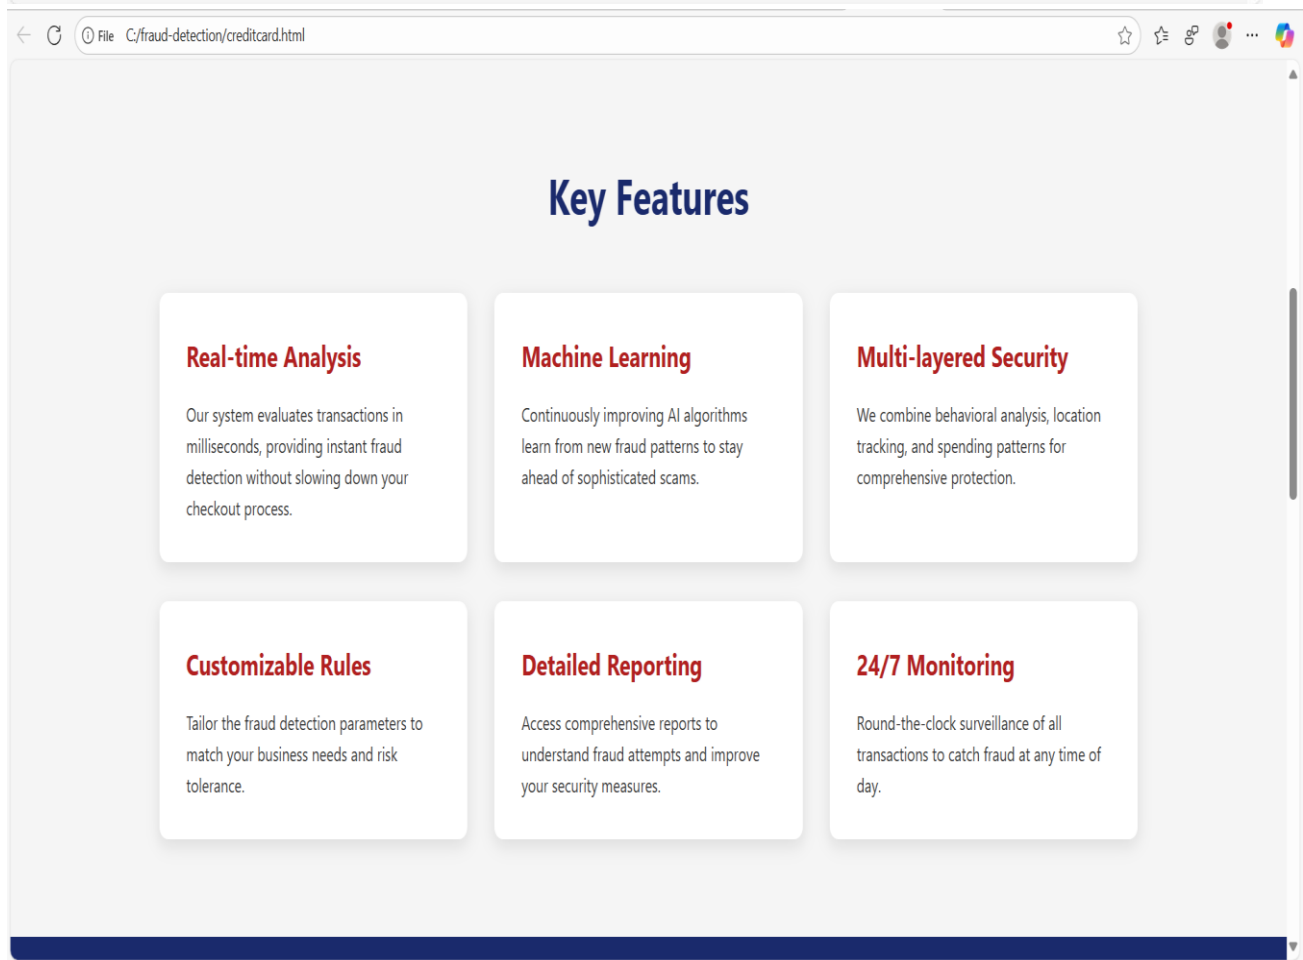 File C:/fraud-detection/creditcard.html
Key Features
Real-time Analysis
Our system evaluates transactions in
milliseconds, providing instant fraud
detection without slowing down your
checkout process.
Machine Learning
Continuously improving AI algorithms
learn from new fraud patterns to stay
ahead of sophisticated scams.
Multi-layered Security
We combine behavioral analysis, location
tracking, and spending patterns for
comprehensive protection.
Customizable Rules
Tailor the fraud detection parameters to
match your business needs and risk
tolerance.
Detailed Reporting
Access comprehensive reports to
understand fraud attempts and improve
your security measures.
24/7 Monitoring
Round-the-clock surveillance of all
transactions to catch fraud at any time of
day.